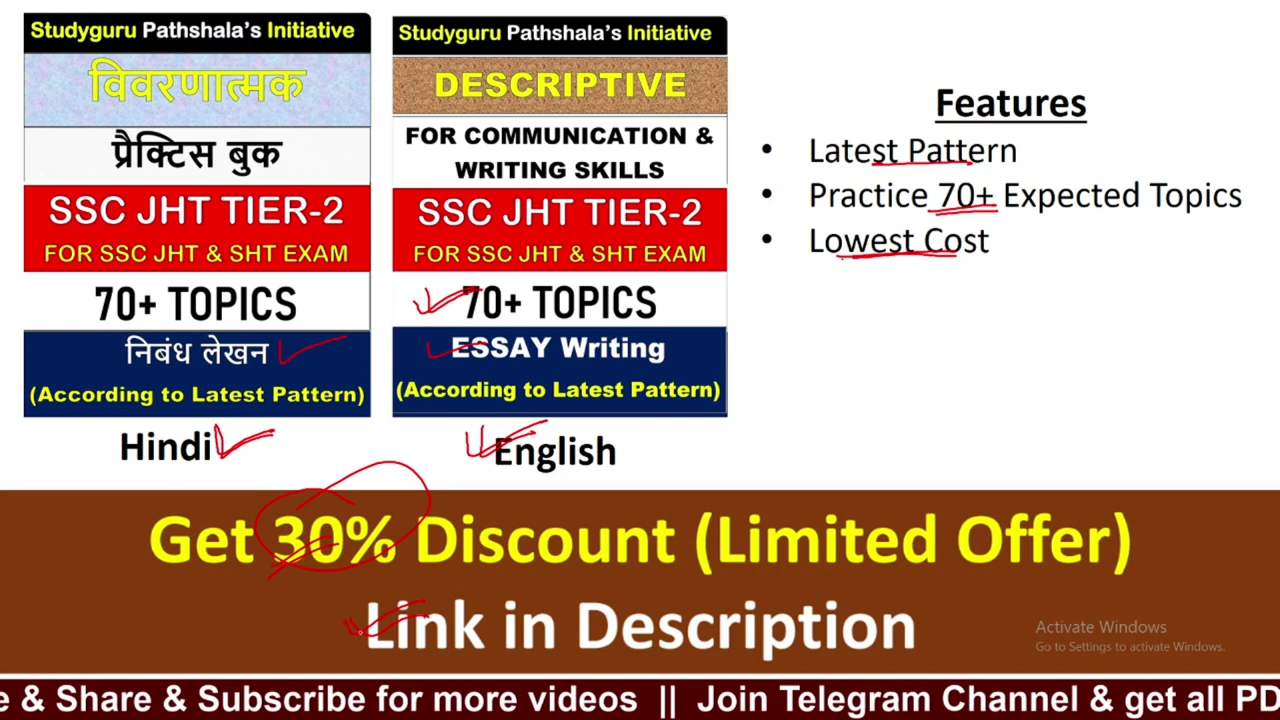 Studyguru Pathshala's Initiative
विवरणात्मक
प्रैक्टिस बुक
SSC JHT TIER-2
FOR SSC JHT & SHT EXAM
70+ TOPICS
निबंध लेखन
(According to Latest Pattern)
Hindi
Studyguru Pathshala's Initiative
DESCRIPTIVE
FOR COMMUNICATION &
WRITING SKILLS
SSC JHT TIER-2
FOR SSC JHT & SHT EXAM
70+ TOPICS
ESSAY Writing
(According to Latest Pattern)
English
Features
• Latest Pattern
• Practice 70+ Expected Topics
• Lowest Cost
Get 30% Discount (Limited Offer)
Link in Description
Activate Windows
Go to Settings to activate Windows.
e & Share & Subscribe for more videos || Join Telegram Channel & get all PD